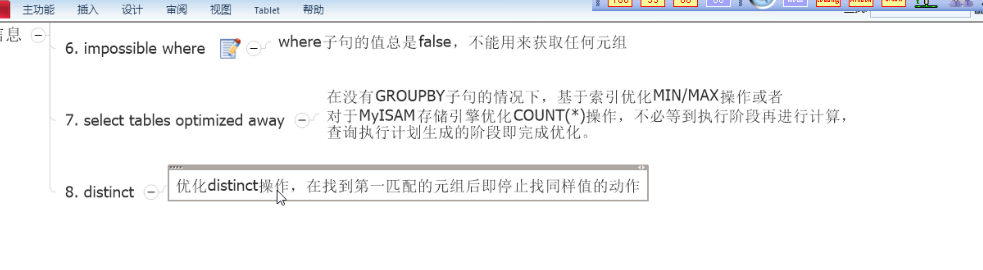 主功能 插入 设计 审阅 视图 Tablet 帮助
信息
6. impossible where
where子句的值总是false，不能用来获取任何元组
7. select tables optimized away
在没有GROUPBY子句的情况下，基于索引优化MIN/MAX操作或者
对于MyISAM存储引擎优化COUNT(*)操作，不必等到执行阶段再进行计算，
查询执行计划生成的阶段即完成优化。
8. distinct
优化distinct操作，在找到第一匹配的元组后即停止找同样值的动作